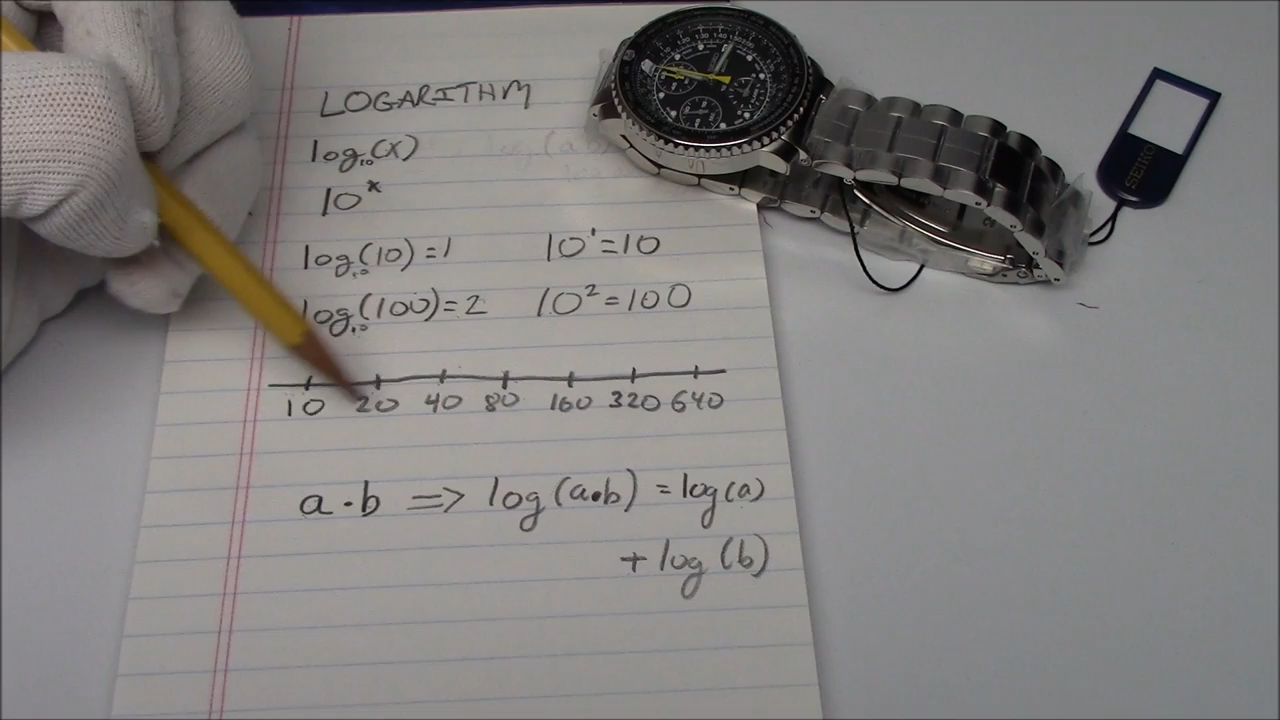 LOGARITHM
log₁₀(x)
10ˣ
log₁₀(10)=1 10¹=10
log₁₀(100)=2 10²=100
10 20 40 80 160 320 640
a·b => log(a·b) = log(a)
+ log(b)
SEIKO